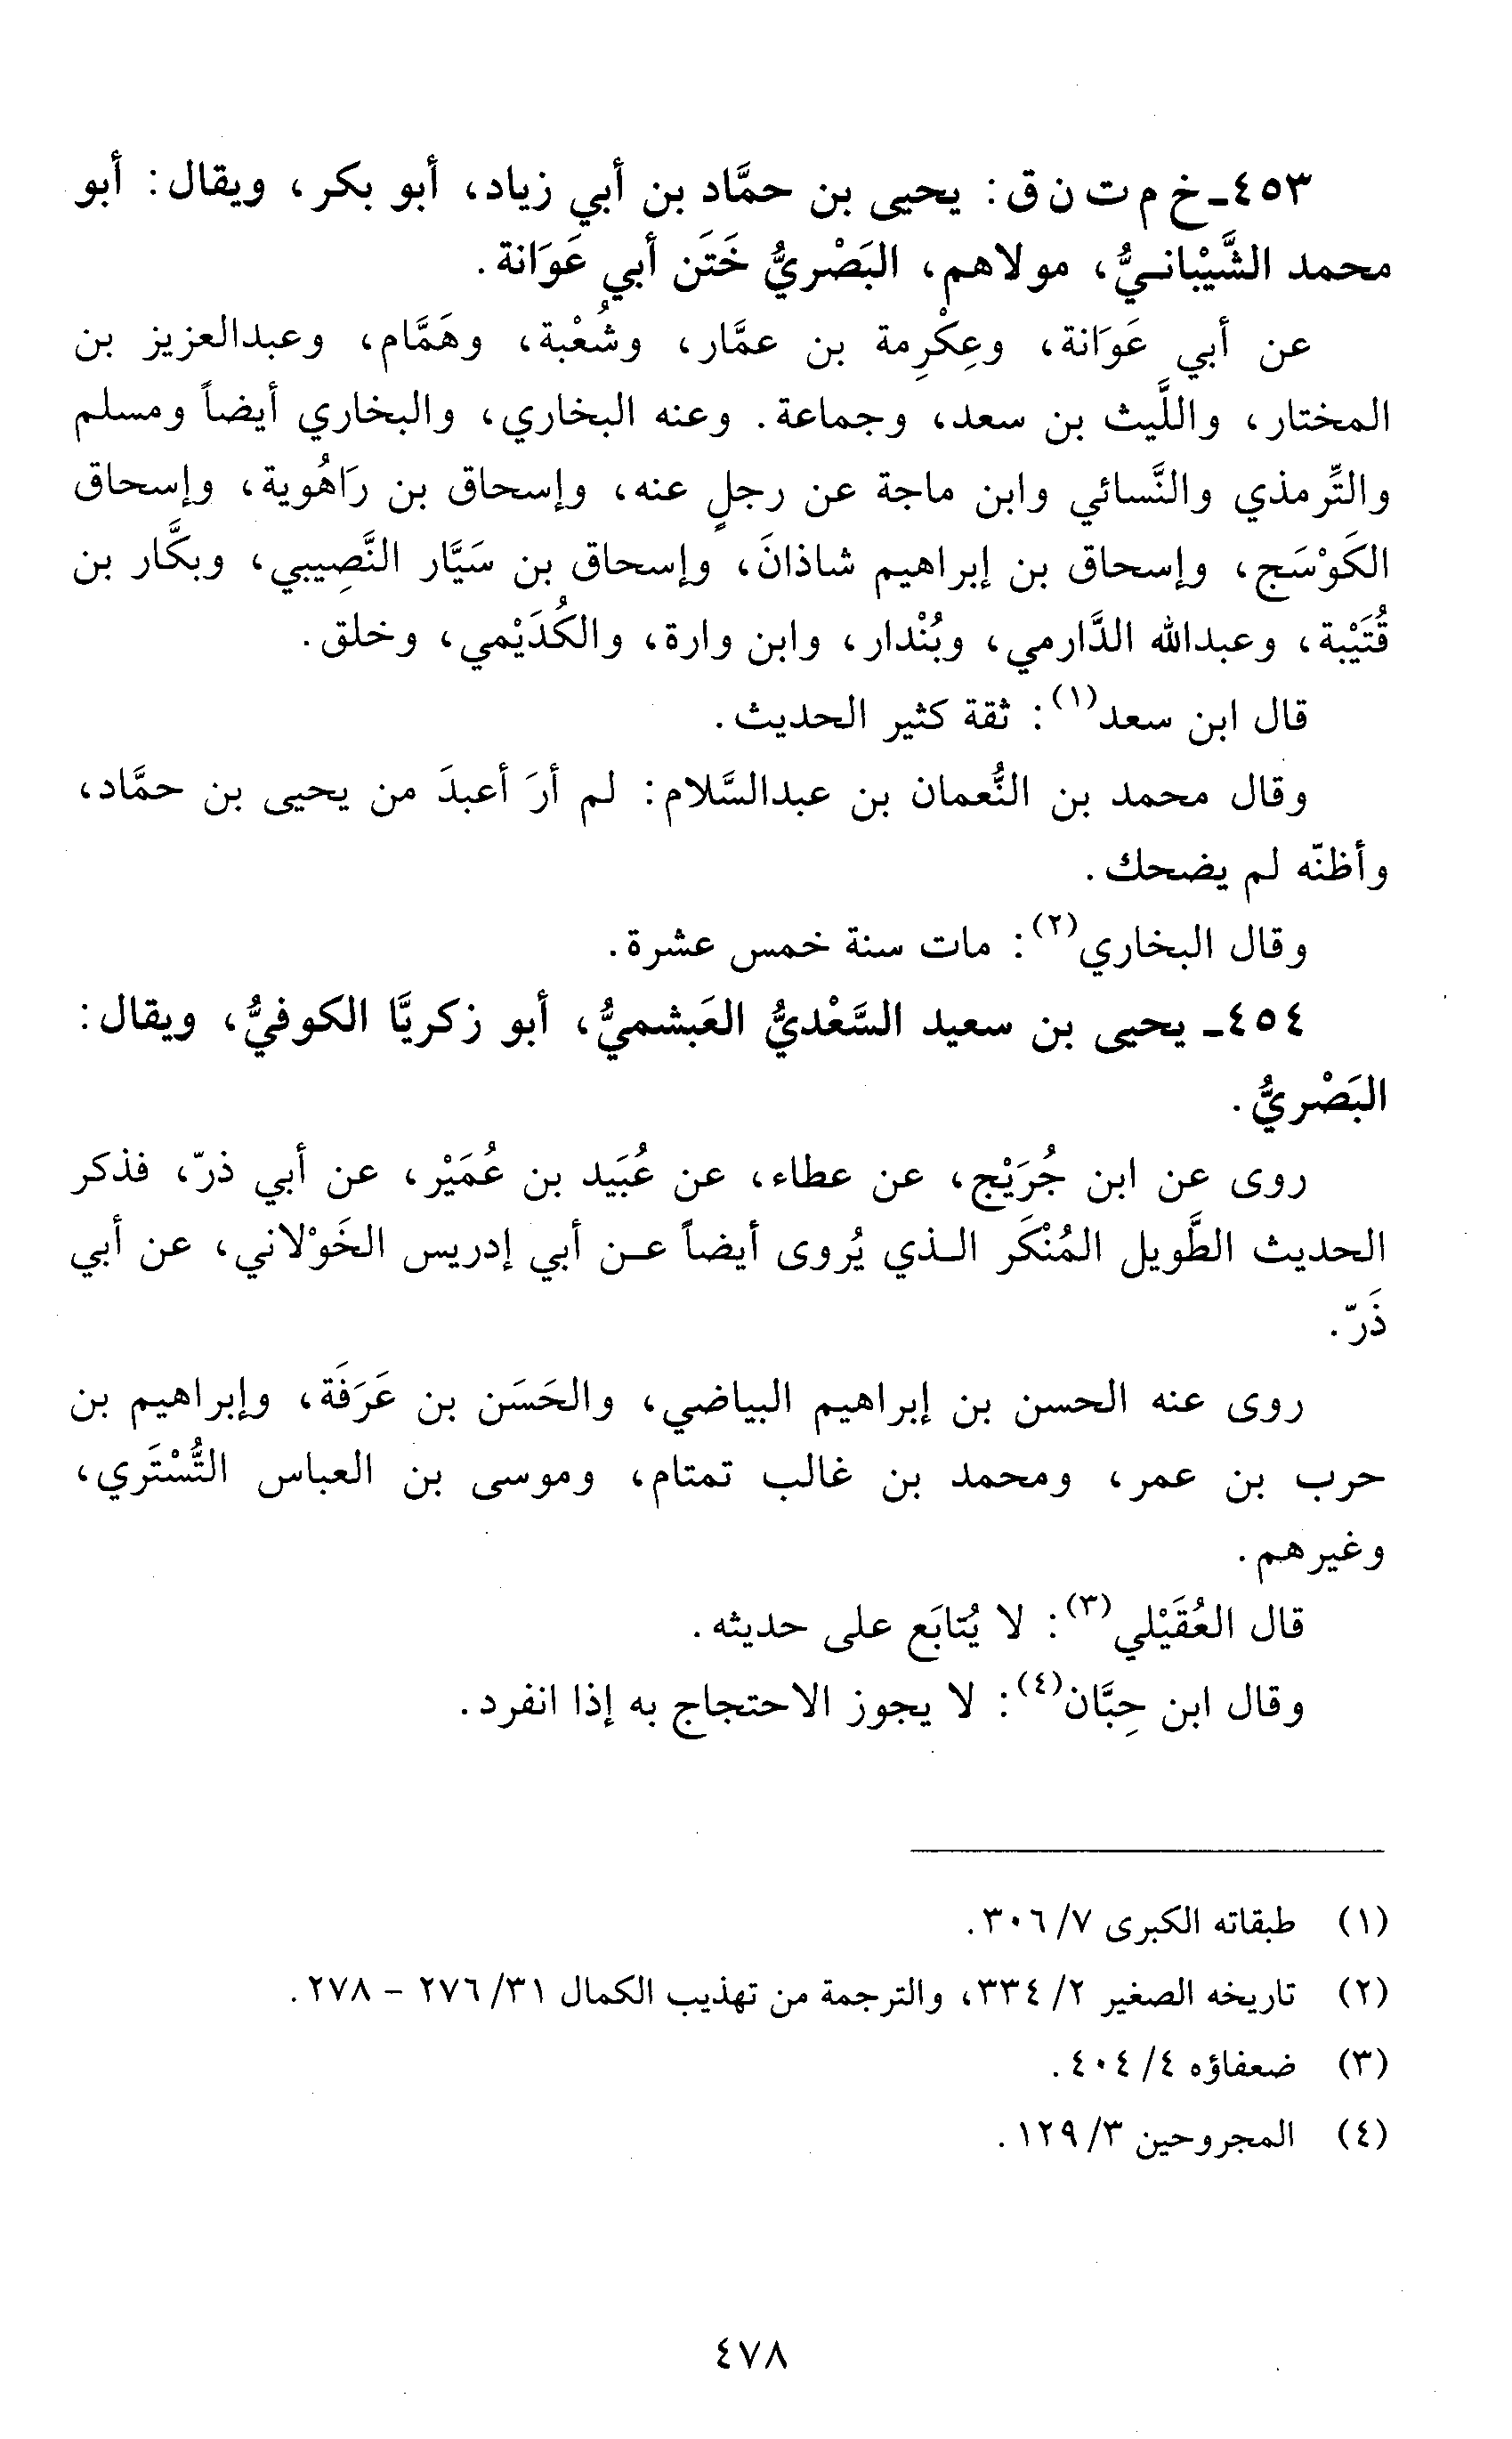 ٤٥٣ـ خ م ت ن ق: يحيى بن حمَّاد بن أبي زياد، أبو بكر، ويقال: أبو
محمد الشَّيْبانـيُّ، مولاهم، البَصْريُّ خَتَن أبي عَوَانة.
عن أبي عَوَانة، وعِكْرِمة بن عمَّار، وشُعْبة، وهَمَّام، وعبدالعزيز بن
المختار، واللَّيث بن سعد، وجماعة. وعنه البخاري، والبخاري أيضاً ومسلم
والتِّرمذي والنَّسائي وابن ماجة عن رجلٍ عنه، وإسحاق بن رَاهُوية، وإسحاق
الكَوْسَج، وإسحاق بن إبراهيم شاذانَ، وإسحاق بن سَيَّار النَّصِيبي، وبكَّار بن
قُتَيْبة، وعبدالله الدَّارمي، وبُنْدار، وابن وارة، والكُدَيْمي، وخلق.
قال ابن سعد(١): ثقة كثير الحديث.
وقال محمد بن النُّعمان بن عبدالسَّلام: لم أرَ أعبدَ من يحيى بن حمَّاد،
وأظنّه لم يضحك.
وقال البخاري(٢): مات سنة خمس عشرة.
٤٥٤ـ يحيى بن سعيد السَّعْديُّ العَبشميُّ، أبو زكريَّا الكوفيُّ، ويقال:
البَصْريُّ.
روى عن ابن جُرَيْج، عن عطاء، عن عُبَيد بن عُمَيْر، عن أبي ذرّ، فذكر
الحديث الطَّويل المُنْكَر الـذي يُروى أيضاً عـن أبي إدريس الخَوْلاني، عن أبي
ذَرّ.
روى عنه الحسن بن إبراهيم البياضي، والحَسَن بن عَرَفَة، وإبراهيم بن
حرب بن عمر، ومحمد بن غالب تمتام، وموسى بن العباس التُّسْتَري،
وغيرهم.
قال العُقَيْلي(٣): لا يُتابَع على حديثه.
وقال ابن حِبَّان(٤): لا يجوز الاحتجاج به إذا انفرد.
(١) طبقاته الكبرى ٧/ ٣٠٦.
(٢) تاريخه الصغير ٢/ ٣٣٤، والترجمة من تهذيب الكمال ٣١/ ٢٧٦ - ٢٧٨.
(٣) ضعفاؤه ٤/ ٤٠٤.
(٤) المجروحين ٣/ ١٢٩.
٤٧٨